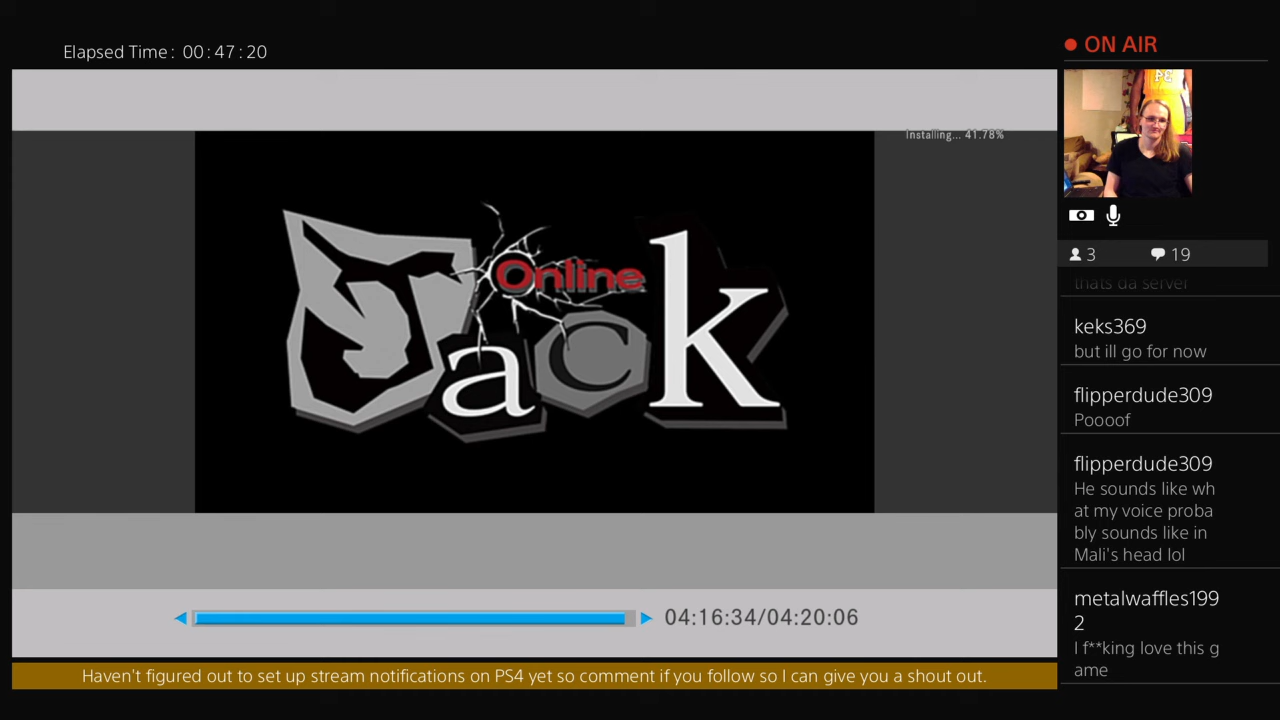 Elapsed Time: 00:47:20
ON AIR
Installing... 41.78%
Jack
Online
3
19
thats da server
keks369
but ill go for now
flipperdude309
Poooof
flipperdude309
He sounds like wh
at my voice proba
bly sounds like in
Mali's head lol
metalwaffles199
2
I f**king love this g
ame
04:16:34/04:20:06
Haven't figured out to set up stream notifications on PS4 yet so comment if you follow so I can give you a shout out.